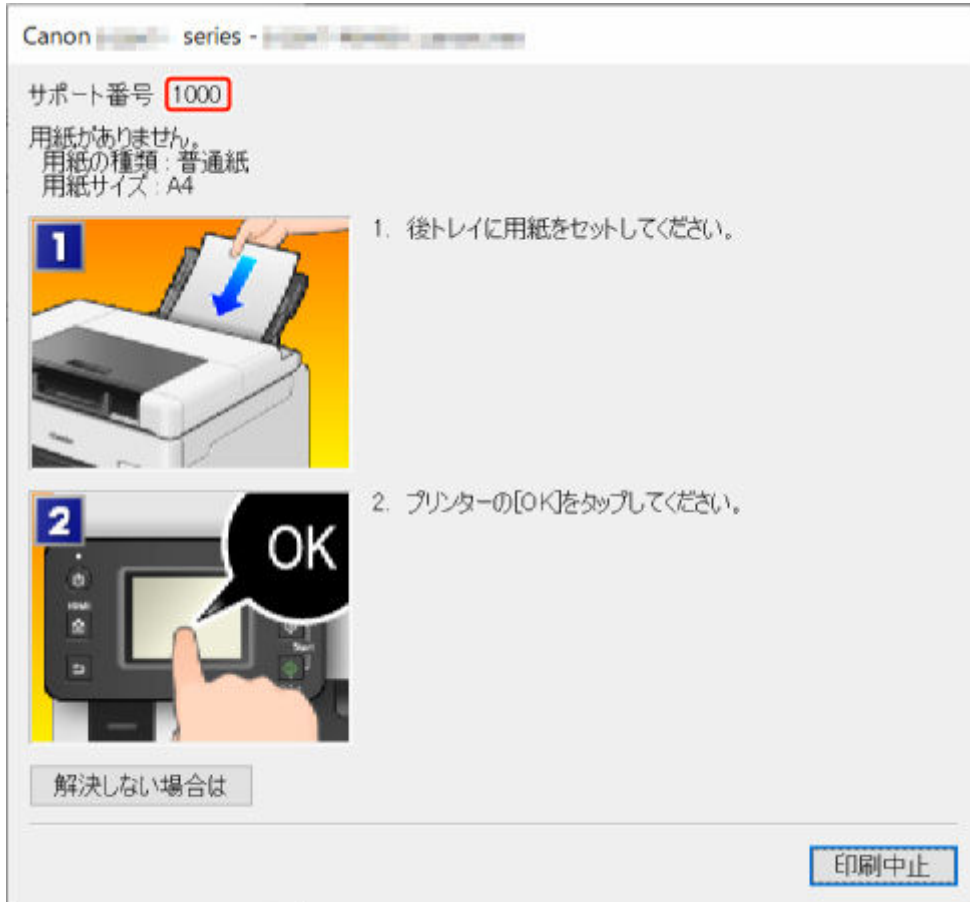 Canon series -
サポート番号 1000
用紙がありません。
用紙の種類 : 普通紙
用紙サイズ : A4
1
1. 後トレイに用紙をセットしてください。
2
OK
2. プリンターの[OK]をタップしてください。
Start
解決しない場合は
印刷中止